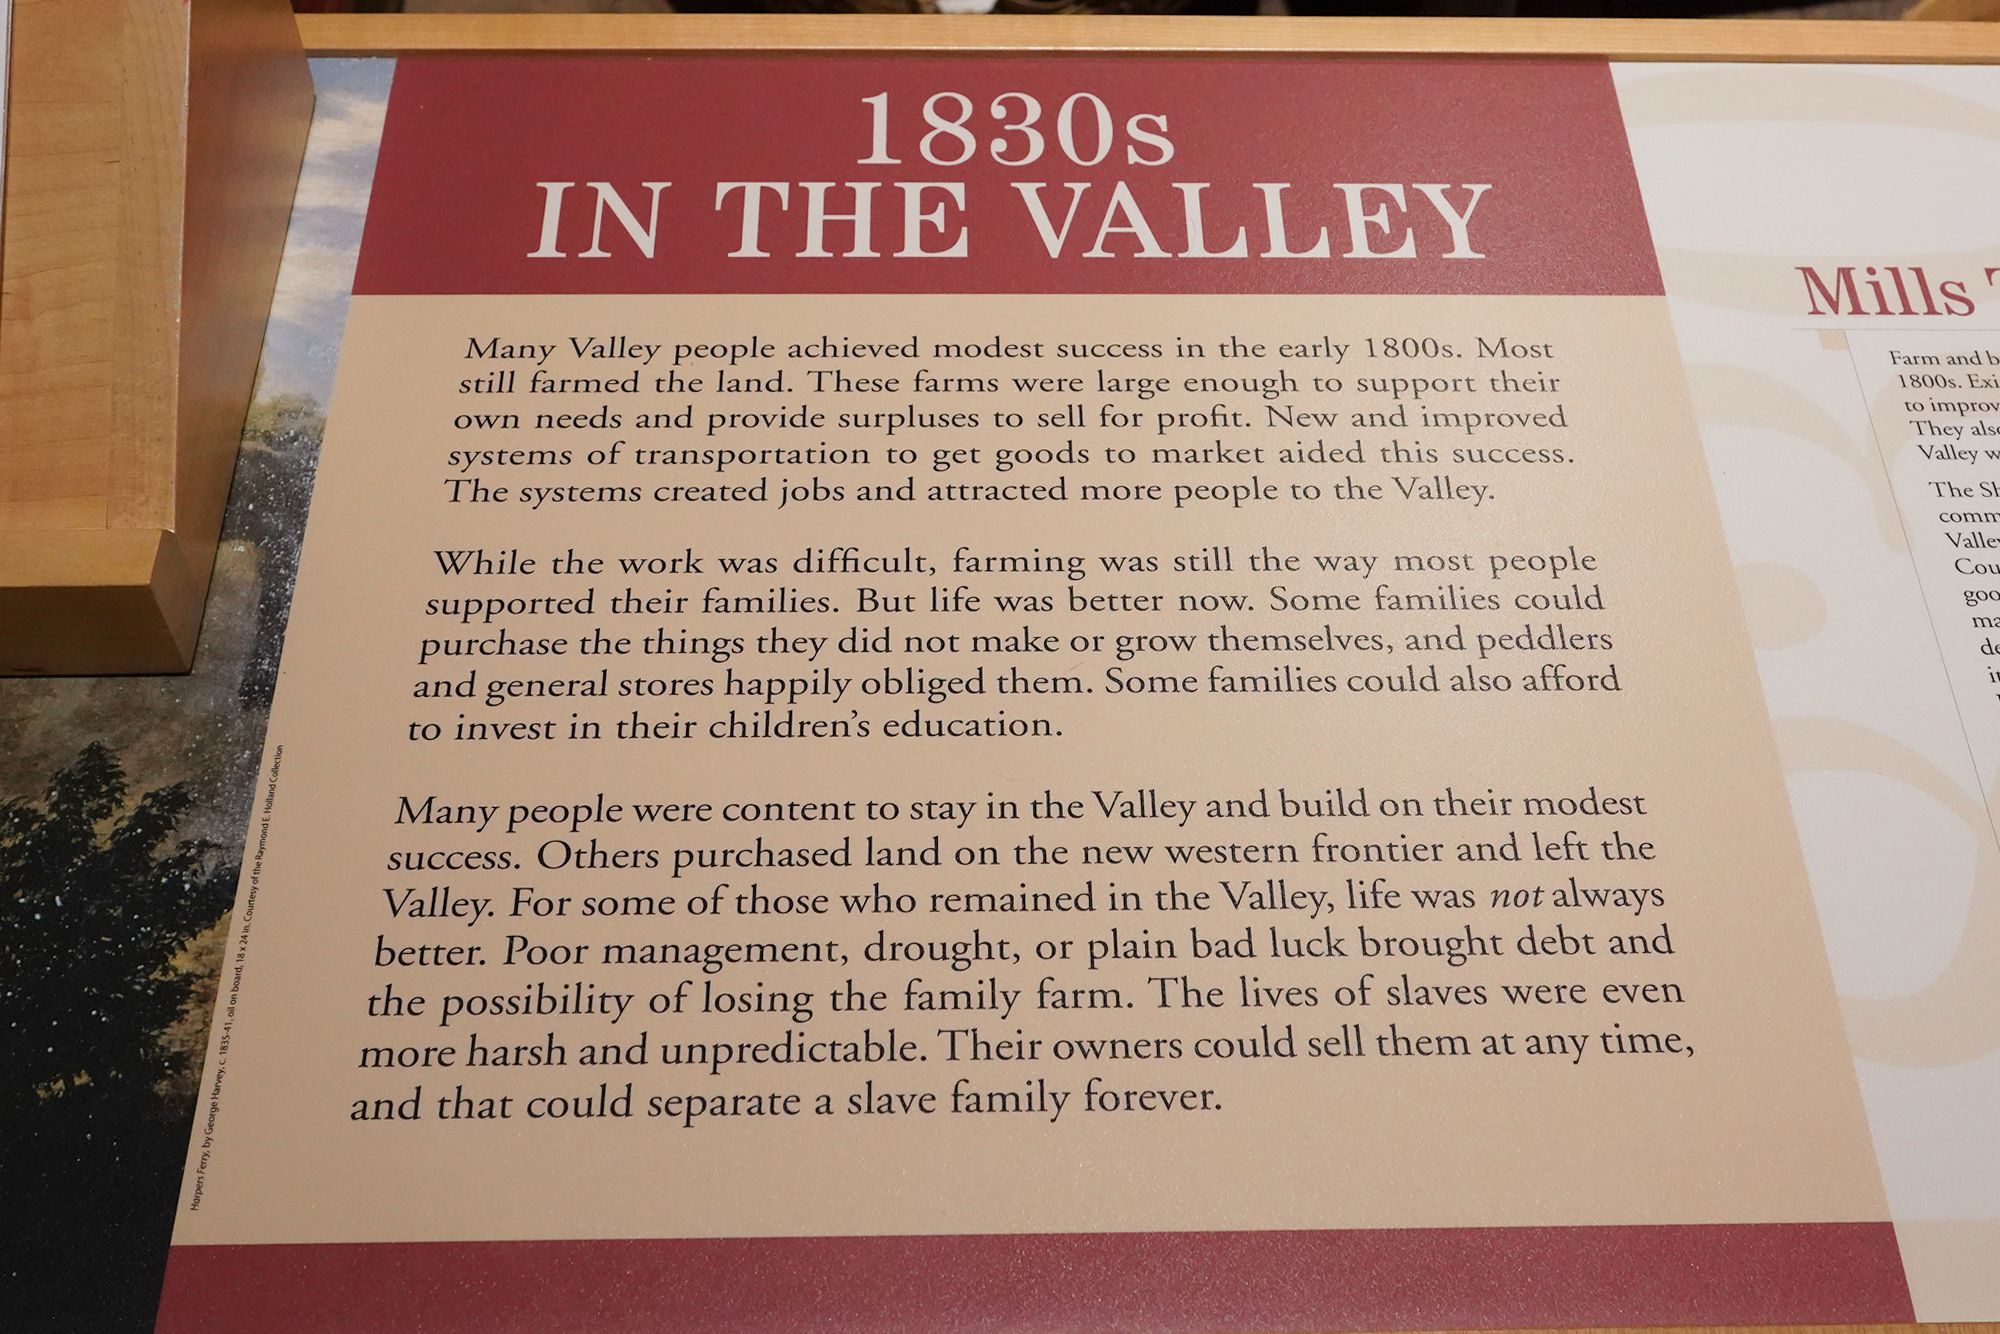 1830s
IN THE VALLEY
Many Valley people achieved modest success in the early 1800s. Most
still farmed the land. These farms were large enough to support their
own needs and provide surpluses to sell for profit. New and improved
systems of transportation to get goods to market aided this success.
The systems created jobs and attracted more people to the Valley.
While the work was difficult, farming was still the way most people
supported their families. But life was better now. Some families could
purchase the things they did not make or grow themselves, and peddlers
and general stores happily obliged them. Some families could also afford
to invest in their children's education.
Many people were content to stay in the Valley and build on their modest
success. Others purchased land on the new western frontier and left the
Valley. For some of those who remained in the Valley, life was not always
better. Poor management, drought, or plain bad luck brought debt and
the possibility of losing the family farm. The lives of slaves were even
more harsh and unpredictable. Their owners could sell them at any time,
and that could separate a slave family forever.
Harpers Ferry, by George Harvey, c. 1835-41, oil on board, 18 x 24 in. Courtesy of the Raymond E. Holland Collection
Mills
Farm and
1800s.
to
They
Valley
The